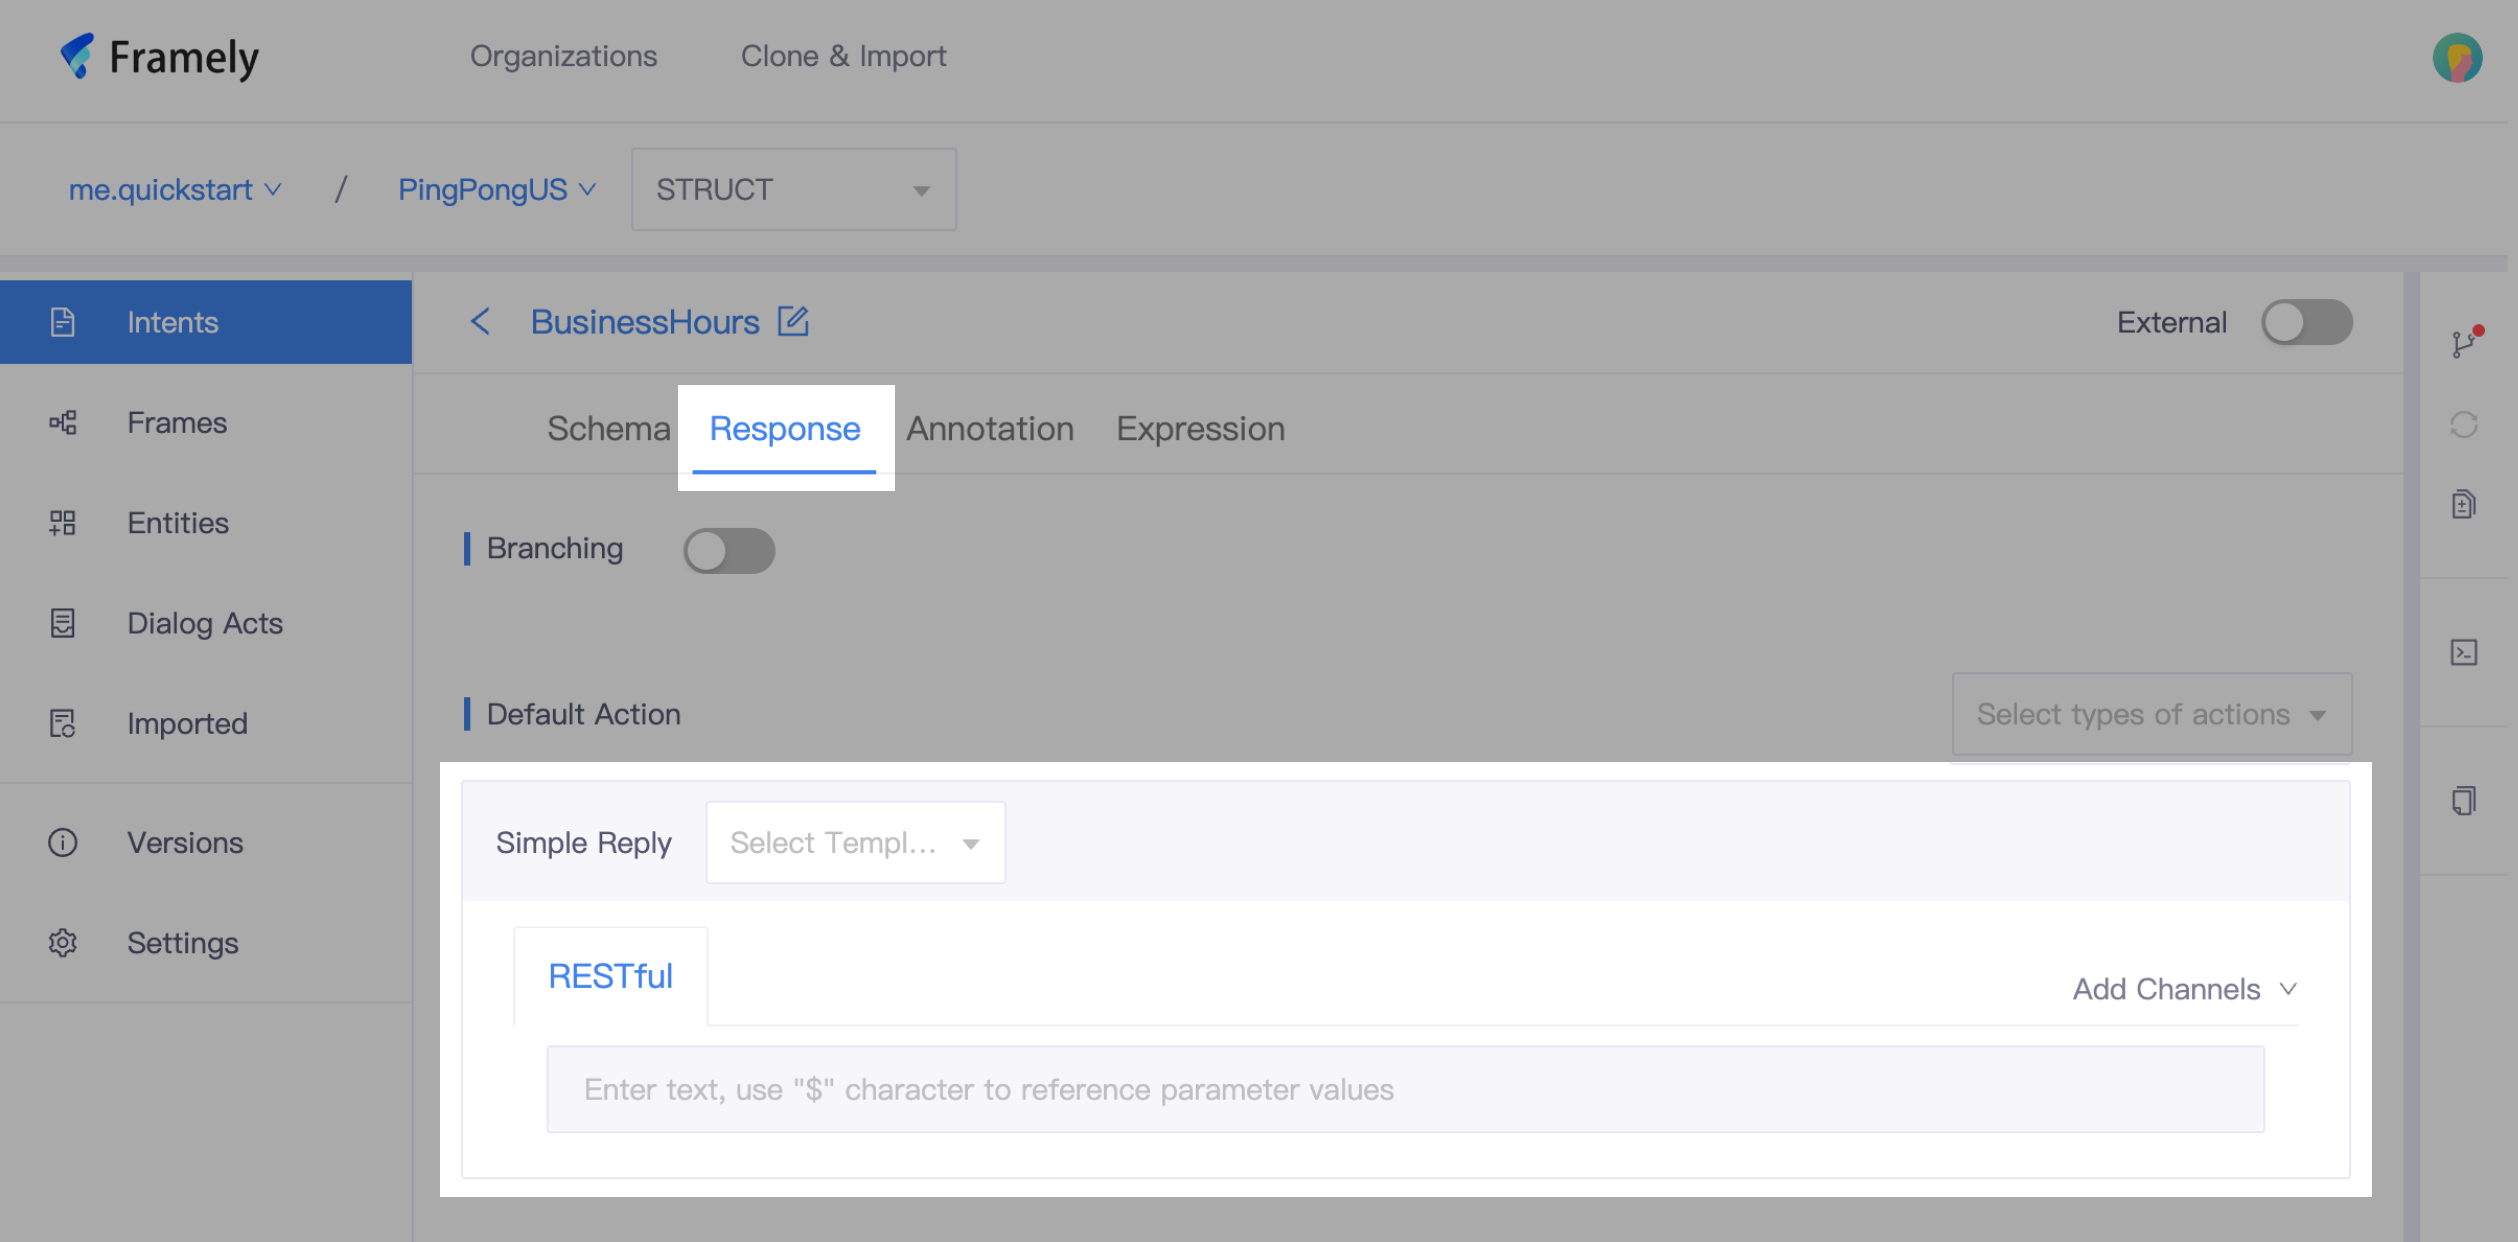 Framely
Organizations
Clone & Import
me.quickstart / PingPongUS
STRUCT
Intents
Frames
Entities
Dialog Acts
Imported
Versions
Settings
BusinessHours
External
Schema Response Annotation Expression
Branching
Default Action
Select types of actions
Simple Reply
Select Templ...
RESTful
Add Channels
Enter text, use "$" character to reference parameter values